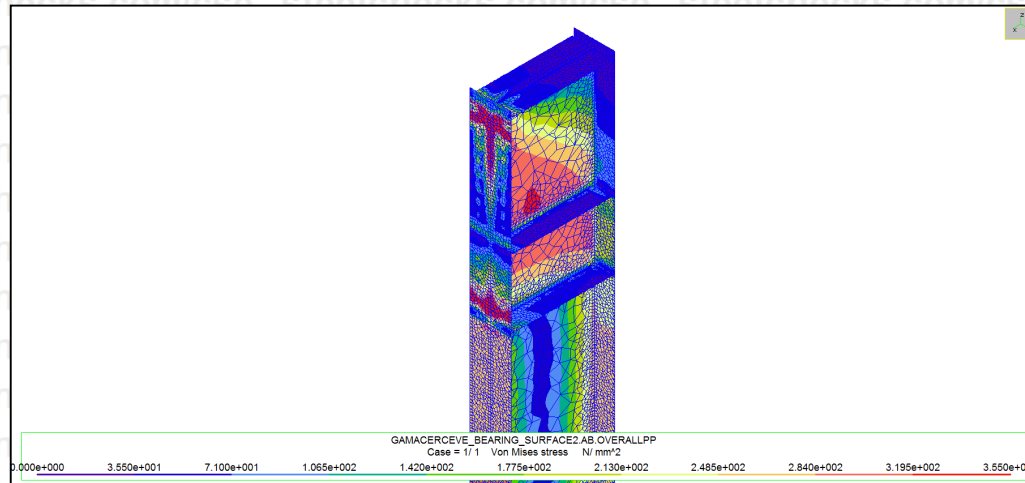 z
x
GAMACERCEVE_BEARING_SURFACE2.AB.OVERALLPP
Case = 1/ 1 Von Mises stress N/ mm^2
0.000e+000 3.550e+001 7.100e+001 1.065e+002 1.420e+002 1.775e+002 2.130e+002 2.485e+002 2.840e+002 3.195e+002 3.550e+0